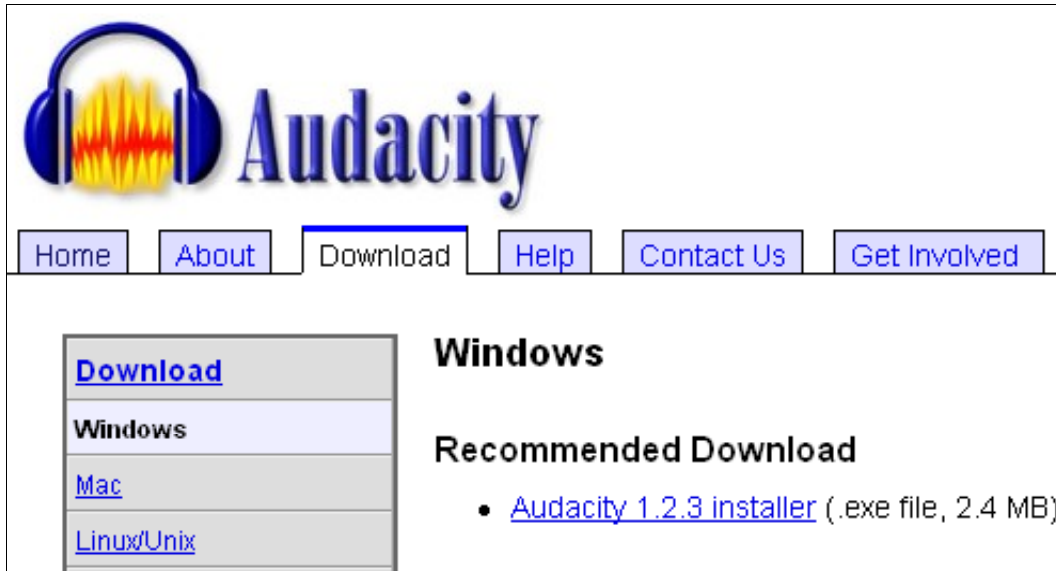 Audacity
Home About Download Help Contact Us Get Involved
Download
Windows
Mac
Linux/Unix
Windows
Recommended Download
• Audacity 1.2.3 installer (.exe file, 2.4 MB)